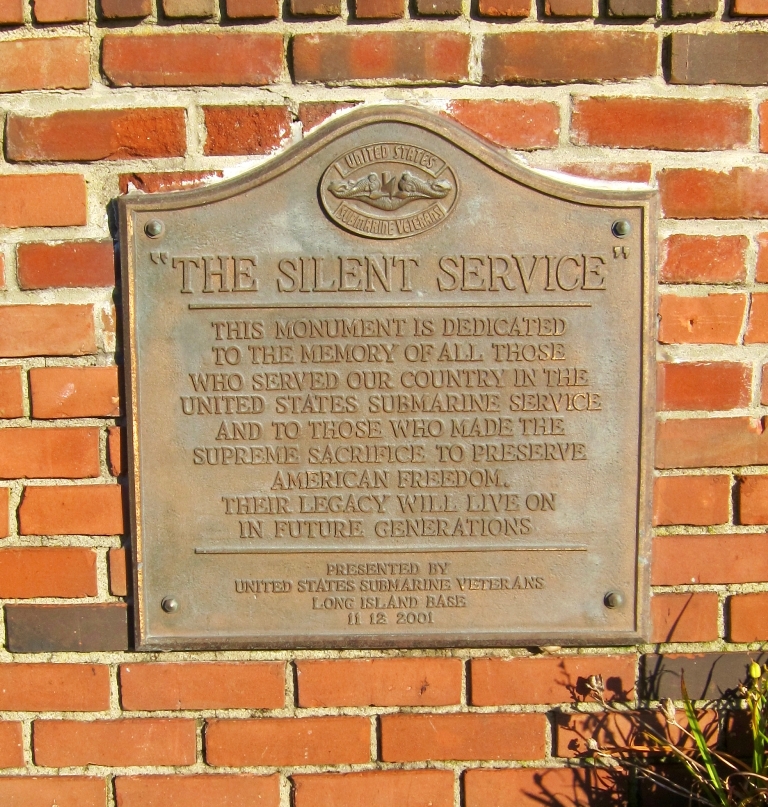 UNITED STATES
SUBMARINE VETERANS
"THE SILENT SERVICE"
THIS MONUMENT IS DEDICATED
TO THE MEMORY OF ALL THOSE
WHO SERVED OUR COUNTRY IN THE
UNITED STATES SUBMARINE SERVICE
AND TO THOSE WHO MADE THE
SUPREME SACRIFICE TO PRESERVE
AMERICAN FREEDOM.
THEIR LEGACY WILL LIVE ON
IN FUTURE GENERATIONS
PRESENTED BY
UNITED STATES SUBMARINE VETERANS
LONG ISLAND BASE
11 12 2001